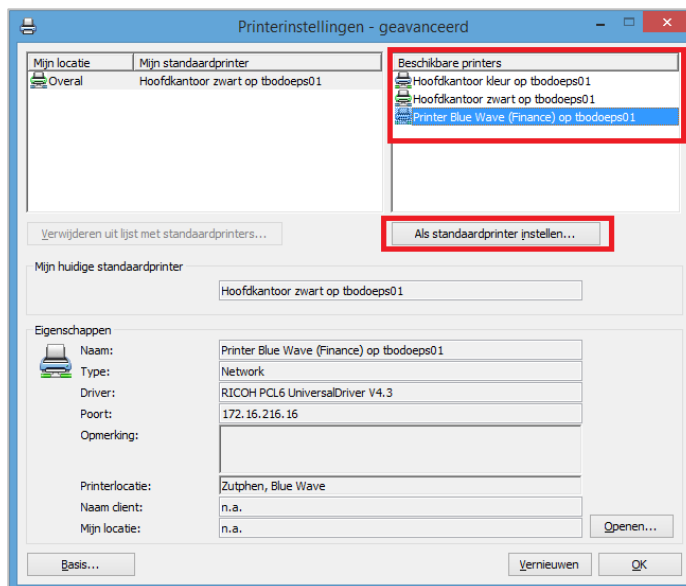 Printerinstellingen - geavanceerd
Mijn locatie Mijn standaardprinter
Overal Hoofdkantoor zwart op tbodoeps01
Beschikbare printers
Hoofdkantoor kleur op tbodoeps01
Hoofdkantoor zwart op tbodoeps01
Printer Blue Wave (Finance) op tbodoeps01
Verwijderen uit lijst met standaardprinters...
Als standaardprinter instellen...
Mijn huidige standaardprinter
Hoofdkantoor zwart op tbodoeps01
Eigenschappen
Naam: Printer Blue Wave (Finance) op tbodoeps01
Type: Network
Driver: RICOH PCL6 UniversalDriver V4.3
Poort: 172.16.216.16
Opmerking:
Printerlocatie: Zutphen, Blue Wave
Naam client: n.a.
Mijn locatie: n.a.
Openen...
Basis... Vernieuwen OK